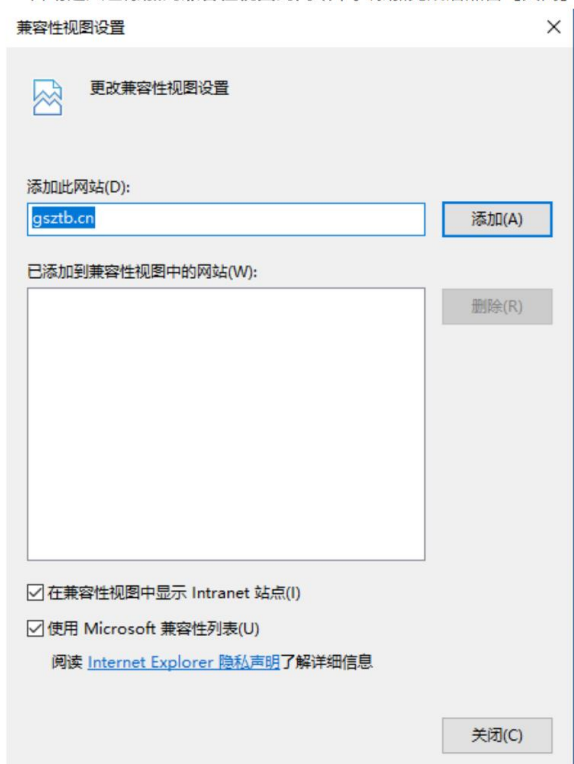 兼容性视图设置
更改兼容性视图设置
添加此网站(D):
gsztb.cn
添加(A)
已添加到兼容性视图中的网站(W):
删除(R)
在兼容性视图中显示 Intranet 站点(I)
使用 Microsoft 兼容性列表(U)
阅读 Internet Explorer 隐私声明了解详细信息
关闭(C)